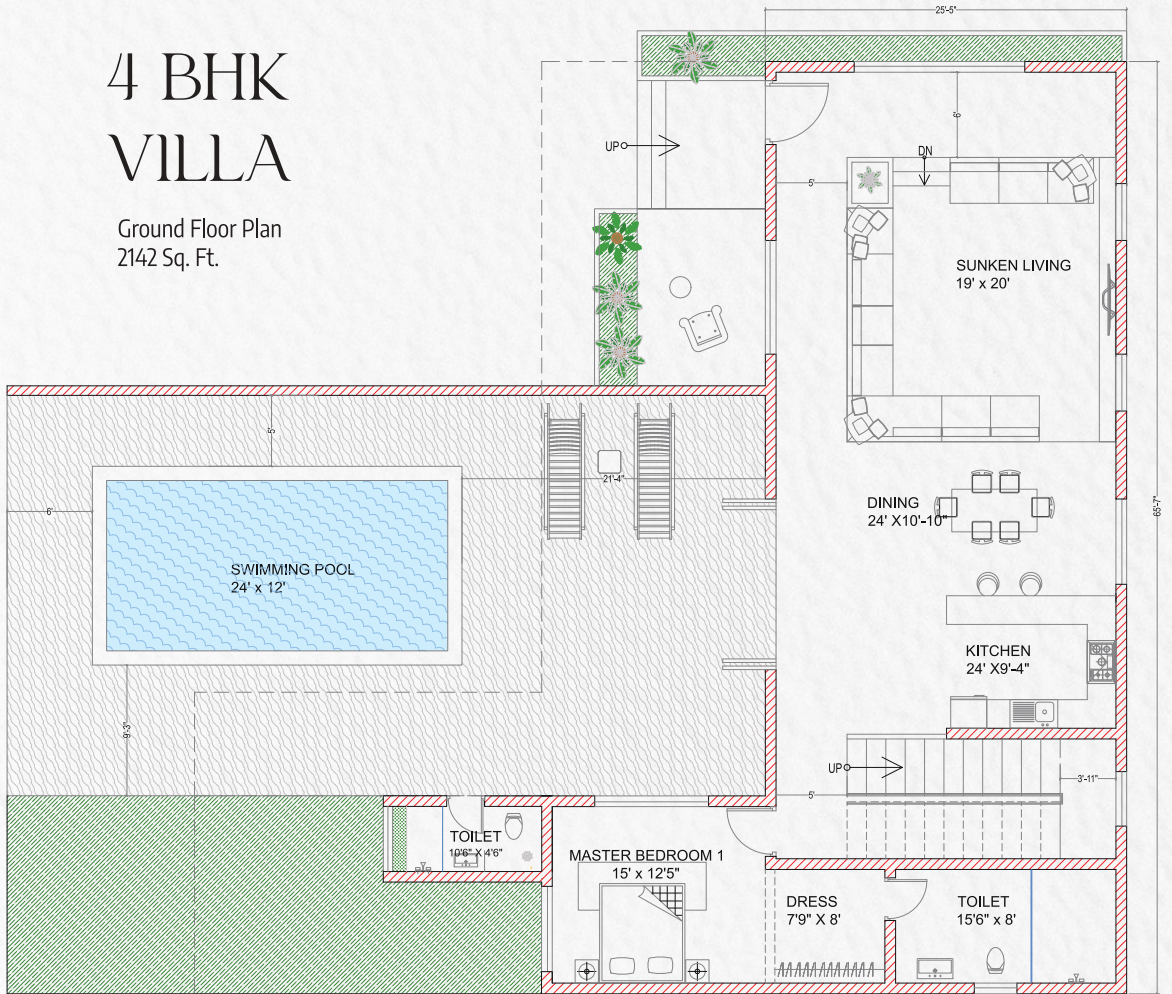 4 BHK
VILLA
Ground Floor Plan
2142 Sq. Ft.
25'-5"
6'
UP
DN
5'
SUNKEN LIVING
19' x 20'
5'
6'
21'-4"
DINING
24' X10'-10"
65'-7"
SWIMMING POOL
24' x 12'
KITCHEN
24' X9'-4"
9'-3"
UP
3'-11"
5'
TOILET
10'6" X 4'6"
MASTER BEDROOM 1
15' x 12'5"
DRESS
7'9" X 8'
TOILET
15'6" x 8'